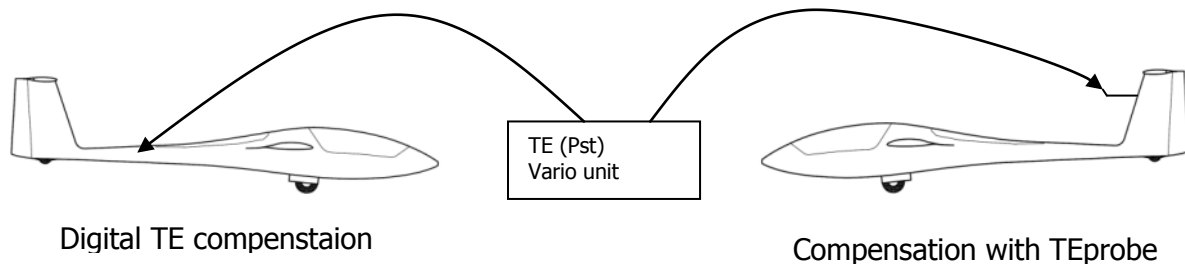 TE (Pst)
Vario unit
Digital TE compenstaion
Compensation with TEprobe